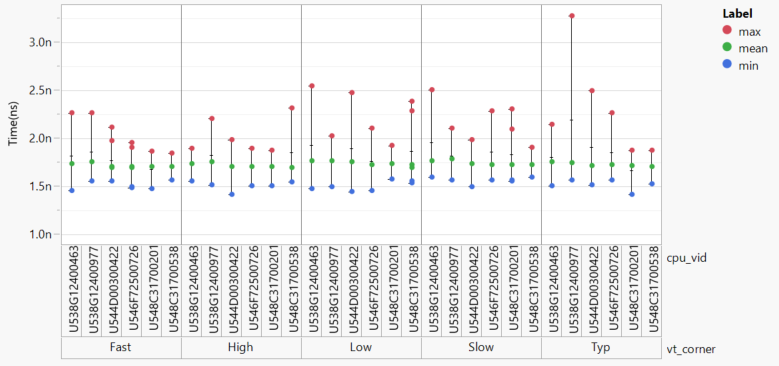 Label
max
mean
min
Time(ns)
3.0n
2.5n
2.0n
1.5n
1.0n
U538G12400463
U538G12400977
U544D00300422
U546F72500726
U548C31700201
U548C31700538
U538G12400463
U538G12400977
U544D00300422
U546F72500726
U548C31700201
U548C31700538
U538G12400463
U538G12400977
U544D00300422
U546F72500726
U548C31700201
U548C31700538
U538G12400463
U538G12400977
U544D00300422
U546F72500726
U548C31700201
U548C31700538
U538G12400463
U538G12400977
U544D00300422
U546F72500726
U548C31700201
U548C31700538
cpu_vid
Fast High Low Slow Typ
vt_corner